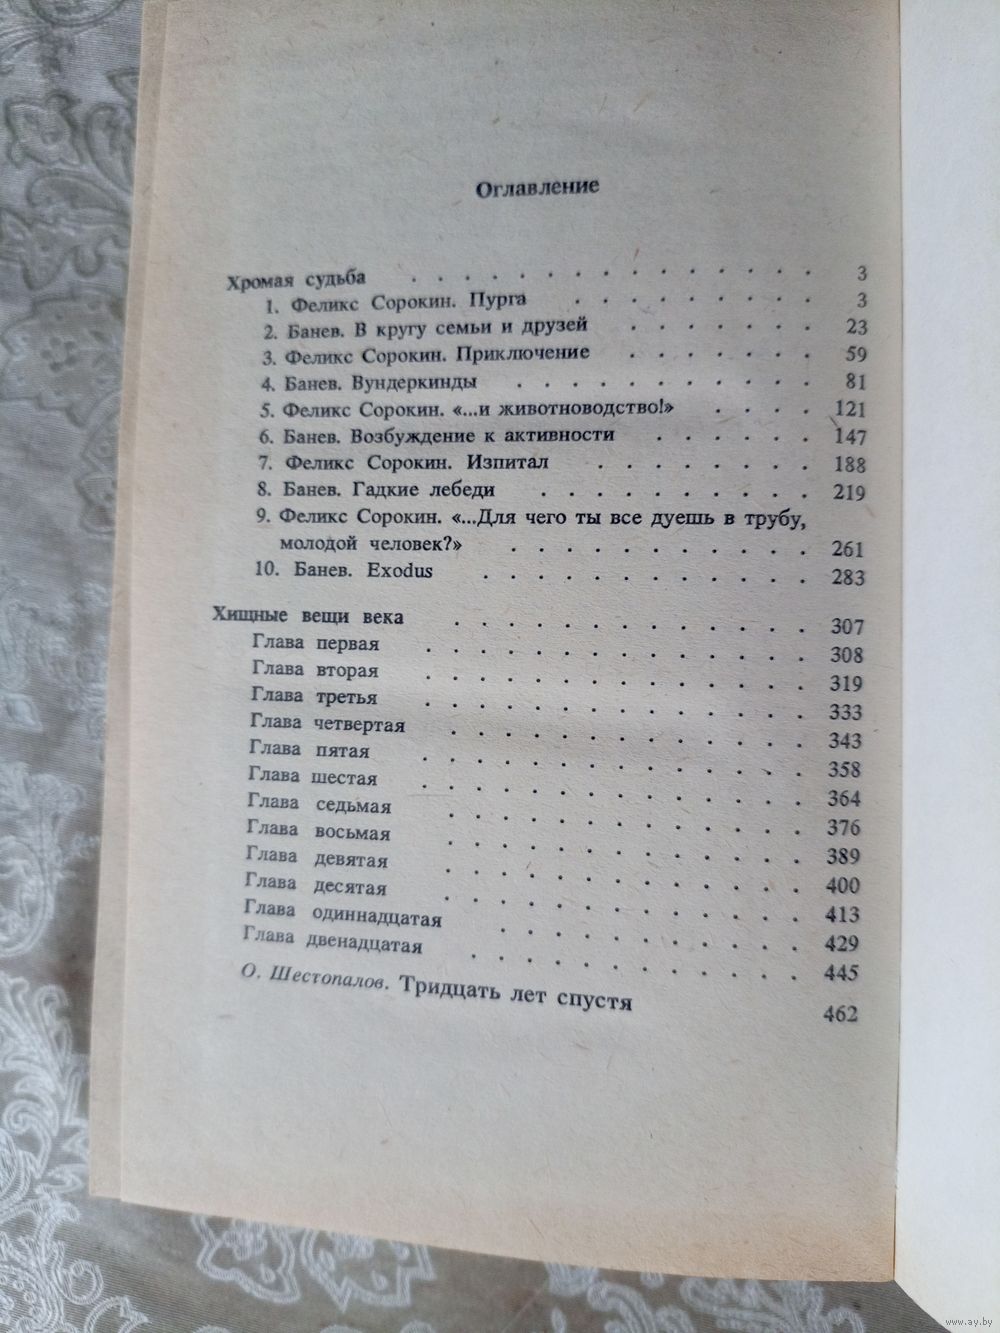 Оглавление
Хромая судьба . . . . . . . . . . . . . . . 3
1. Феликс Сорокин. Пурга . . . . . . . . . 3
2. Банев. В кругу семьи и друзей . . . . . . . 23
3. Феликс Сорокин. Приключение . . . . . . . 59
4. Банев. Вундеркинды . . . . . . . . . . . 81
5. Феликс Сорокин. «...и животноводство!» . . . . 121
6. Банев. Возбуждение к активности . . . . . . 147
7. Феликс Сорокин. Изпитал . . . . . . . . 188
8. Банев. Гадкие лебеди . . . . . . . . . . 219
9. Феликс Сорокин. «...Для чего ты все дуешь в трубу,
молодой человек?» . . . . . . . . . . . 261
10. Банев. Exodus . . . . . . . . . . . . 283
Хищные вещи века . . . . . . . . . . . . . 307
Глава первая . . . . . . . . . . . . . . 308
Глава вторая . . . . . . . . . . . . . . 319
Глава третья . . . . . . . . . . . . . . 333
Глава четвертая . . . . . . . . . . . . . 343
Глава пятая . . . . . . . . . . . . . . 358
Глава шестая . . . . . . . . . . . . . . 364
Глава седьмая . . . . . . . . . . . . . 376
Глава восьмая . . . . . . . . . . . . . 389
Глава девятая . . . . . . . . . . . . . 400
Глава десятая . . . . . . . . . . . . . 413
Глава одиннадцатая . . . . . . . . . . . 429
Глава двенадцатая . . . . . . . . . . . . 445
О. Шестопалов. Тридцать лет спустя 462
www.ay.by